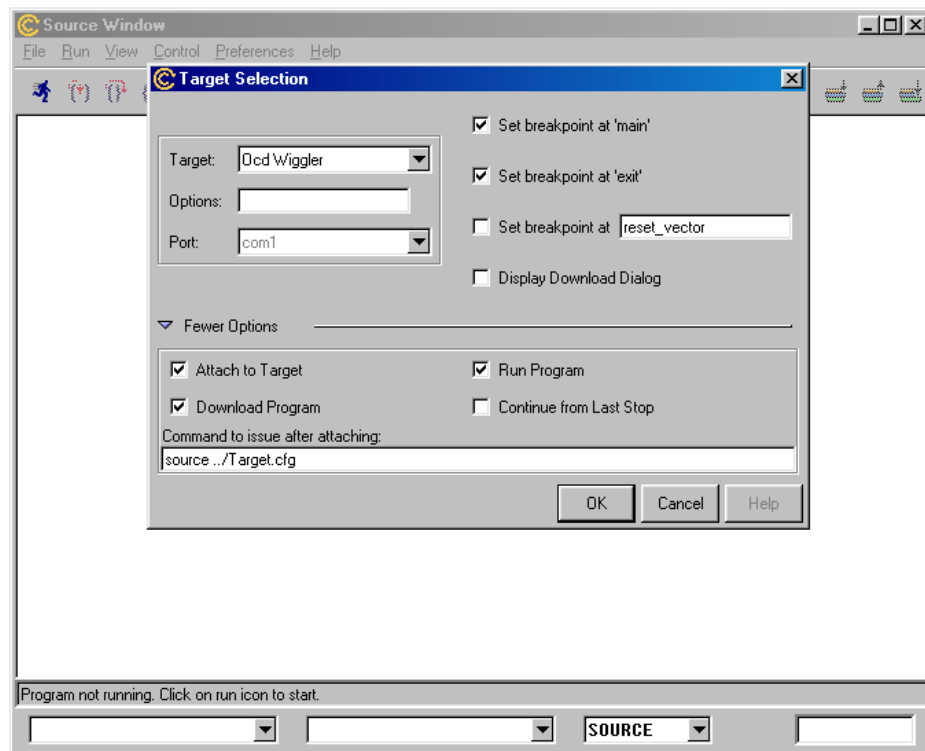 Source Window
File Run View Control Preferences Help
Target Selection
Target: Ocd Wiggler
Options:
Port: com1
Set breakpoint at 'main'
Set breakpoint at 'exit'
Set breakpoint at reset_vector
Display Download Dialog
Fewer Options
Attach to Target
Run Program
Download Program
Continue from Last Stop
Command to issue after attaching:
source ../Target.cfg
OK Cancel Help
Program not running. Click on run icon to start.
SOURCE